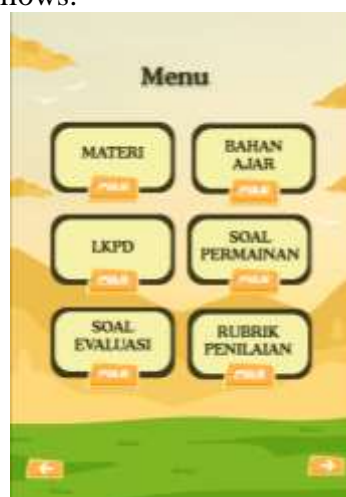 Menu
MATERI
BAHAN
AJAR
LKPD
SOAL
PERMAINAN
SOAL
EVALUASI
RUBRIK
PENILAIAN